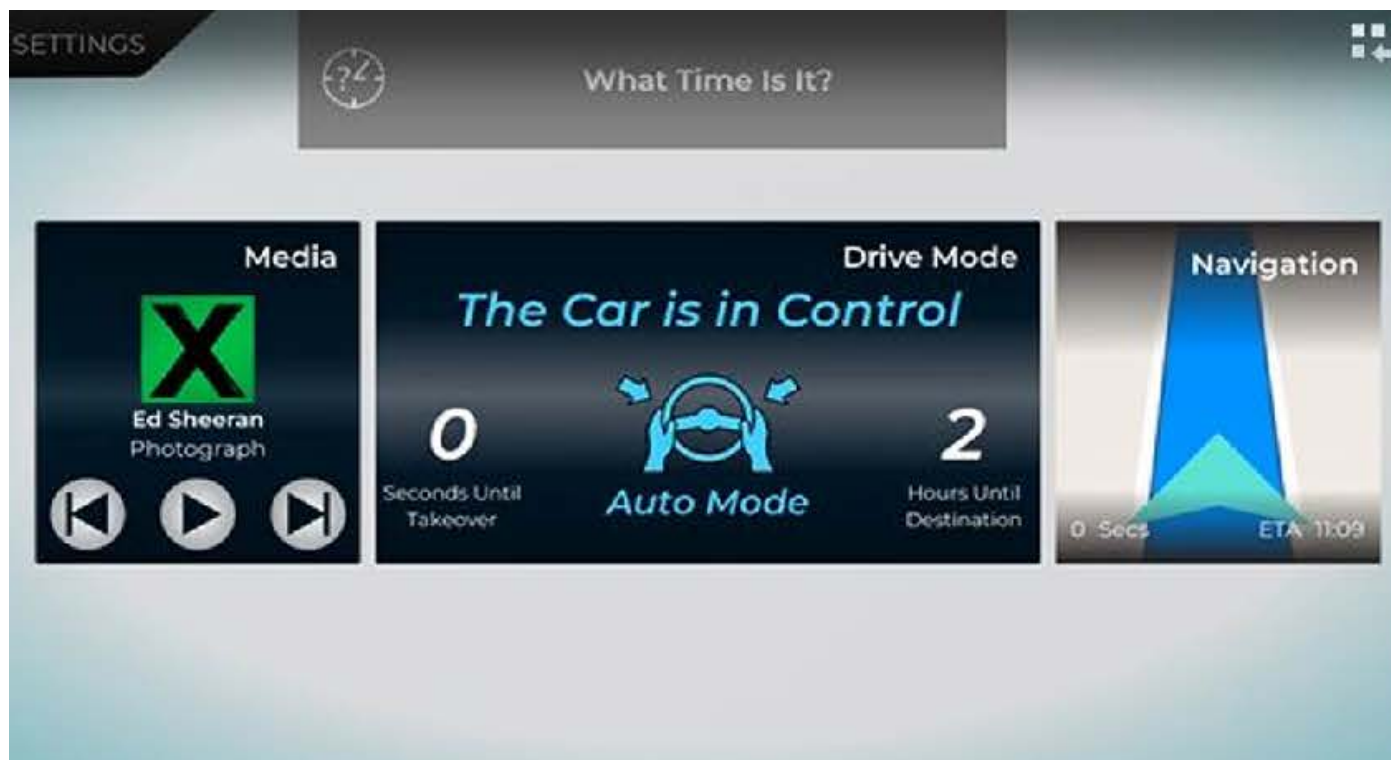 SETTINGS
What Time Is It?
Media
X
Ed Sheeran
Photograph
Drive Mode
The Car is in Control
0
Seconds Until
Takeover
Auto Mode
2
Hours Until
Destination
Navigation
0 Secs
ETA 11:09